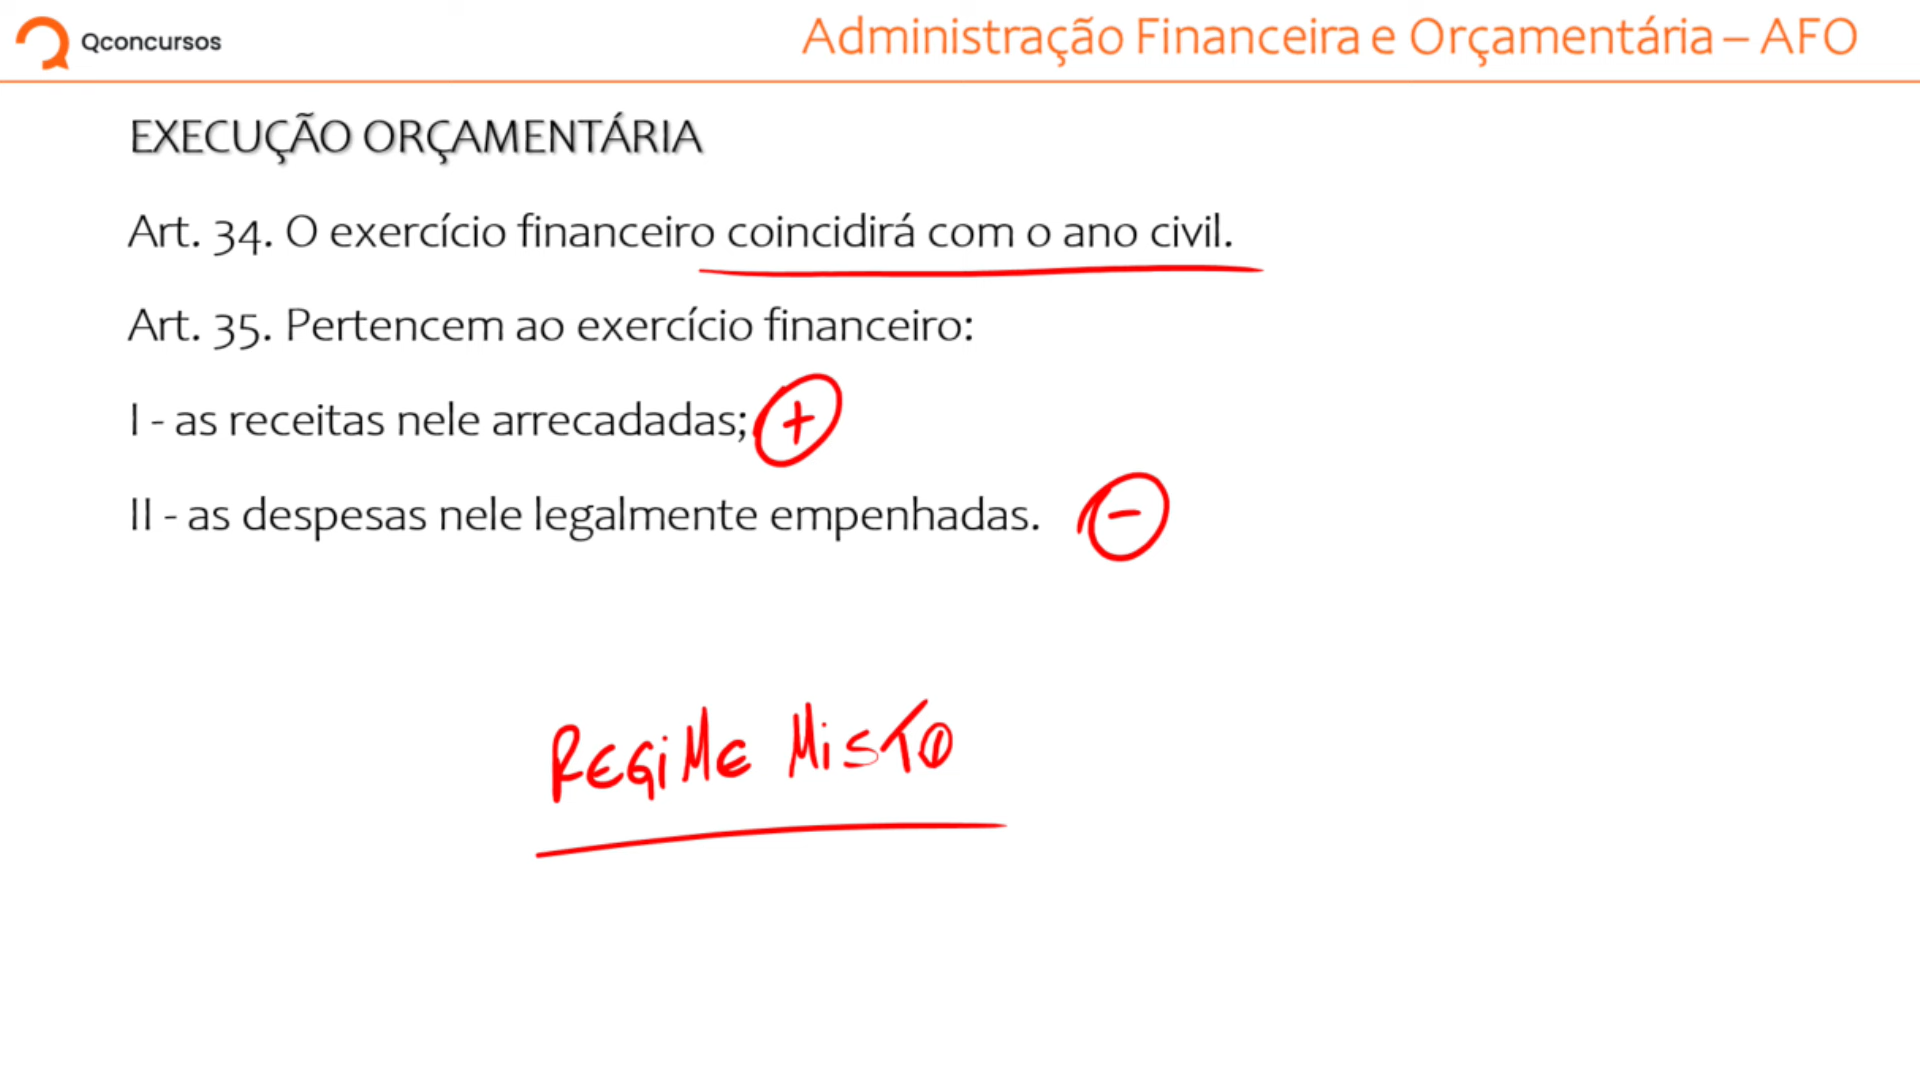 Qconcursos
Administração Financeira e Orçamentária – AFO
EXECUÇÃO ORÇAMENTÁRIA
Art. 34. O exercício financeiro coincidirá com o ano civil.
Art. 35. Pertencem ao exercício financeiro:
I - as receitas nele arrecadadas; +
II - as despesas nele legalmente empenhadas. -
REGIME MISTO